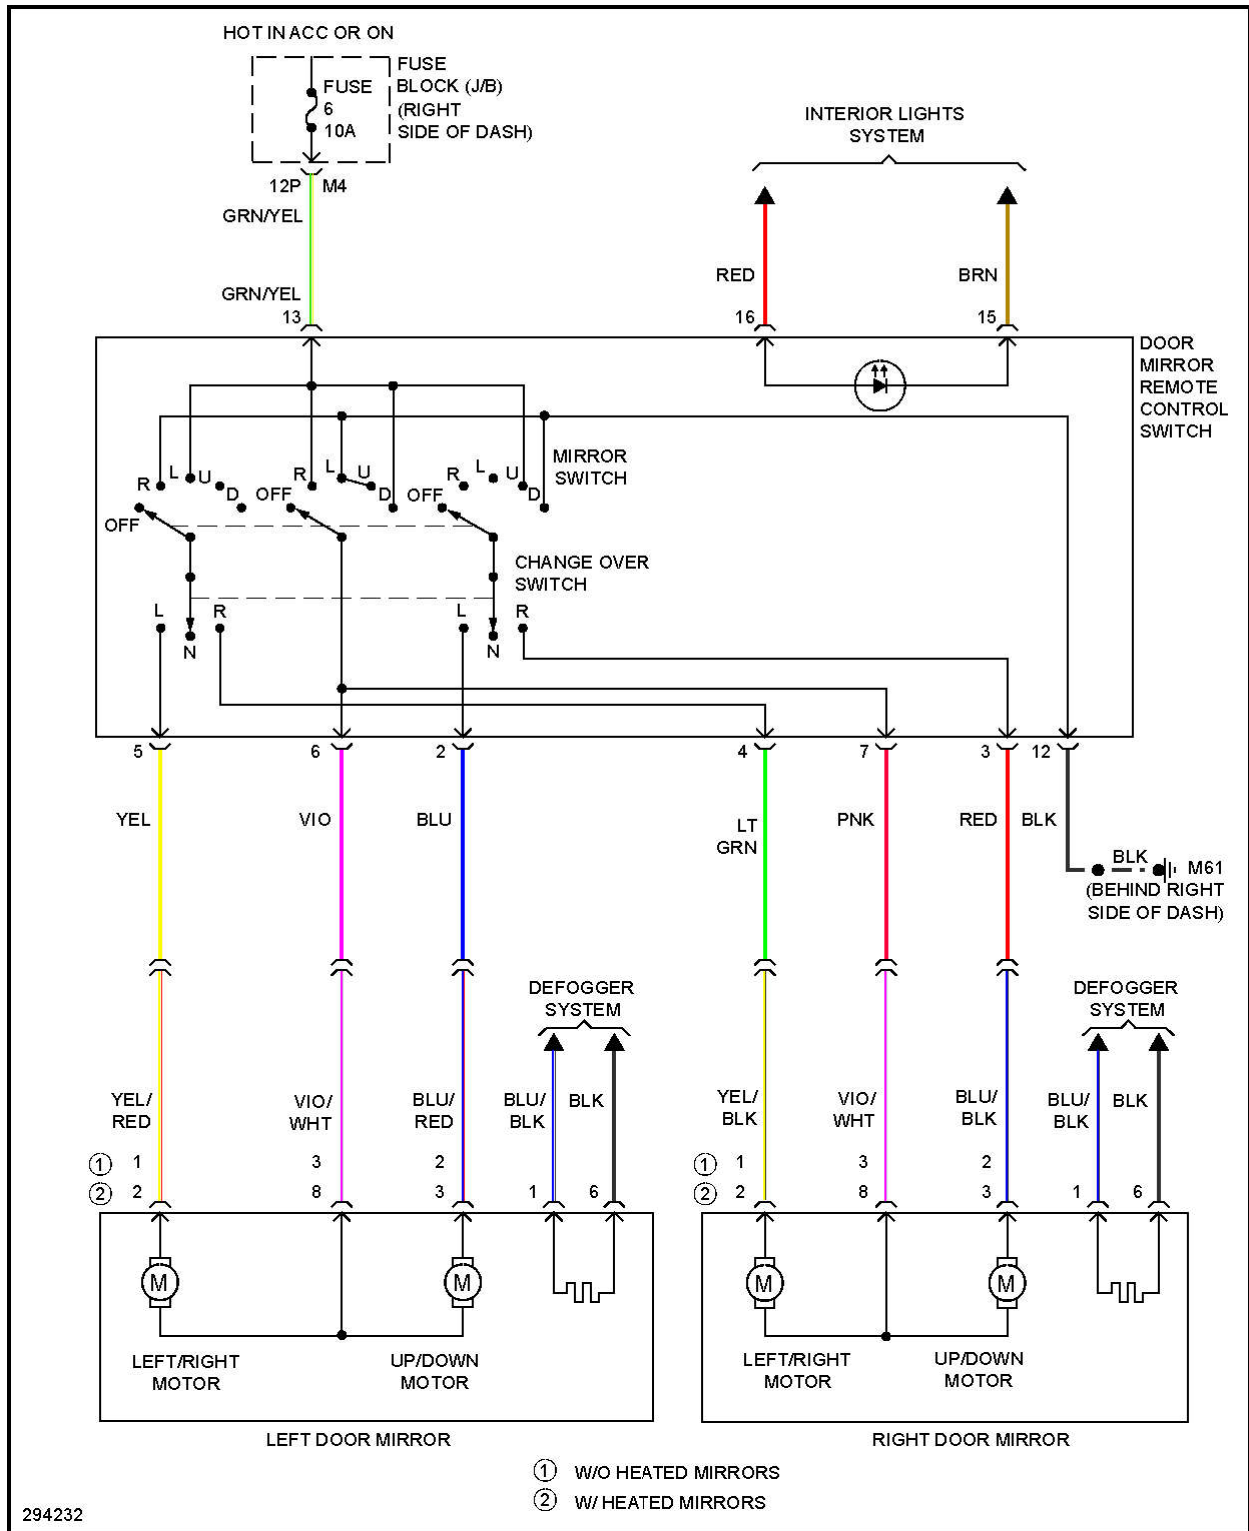 HOT IN ACC OR ON
FUSE
BLOCK (J/B)
(RIGHT
SIDE OF DASH)
FUSE
6
10A
12P M4
GRN/YEL
GRN/YEL
13
INTERIOR LIGHTS
SYSTEM
RED BRN
16 15
DOOR
MIRROR
REMOTE
CONTROL
SWITCH
MIRROR
SWITCH
R L U D
OFF
R L U D
OFF
R L U D
OFF
CHANGE OVER
SWITCH
L N R
L N R
5 6 2 4 7 3 12
YEL VIO BLU
LT
GRN
PNK RED BLK
BLK M61
(BEHIND RIGHT
SIDE OF DASH)
DEFOGGER
SYSTEM
DEFOGGER
SYSTEM
YEL/
RED
VIO/
WHT
BLU/
RED
BLU/
BLK
BLK
YEL/
BLK
VIO/
WHT
BLU/
BLK
BLU/
BLK
BLK
1 1 3 2
2 2 8 3 1 6
1 1 3 2
2 2 8 3 1 6
M M M M
LEFT/RIGHT
MOTOR
UP/DOWN
MOTOR
LEFT/RIGHT
MOTOR
UP/DOWN
MOTOR
LEFT DOOR MIRROR
RIGHT DOOR MIRROR
1 W/O HEATED MIRRORS
2 W/ HEATED MIRRORS
294232